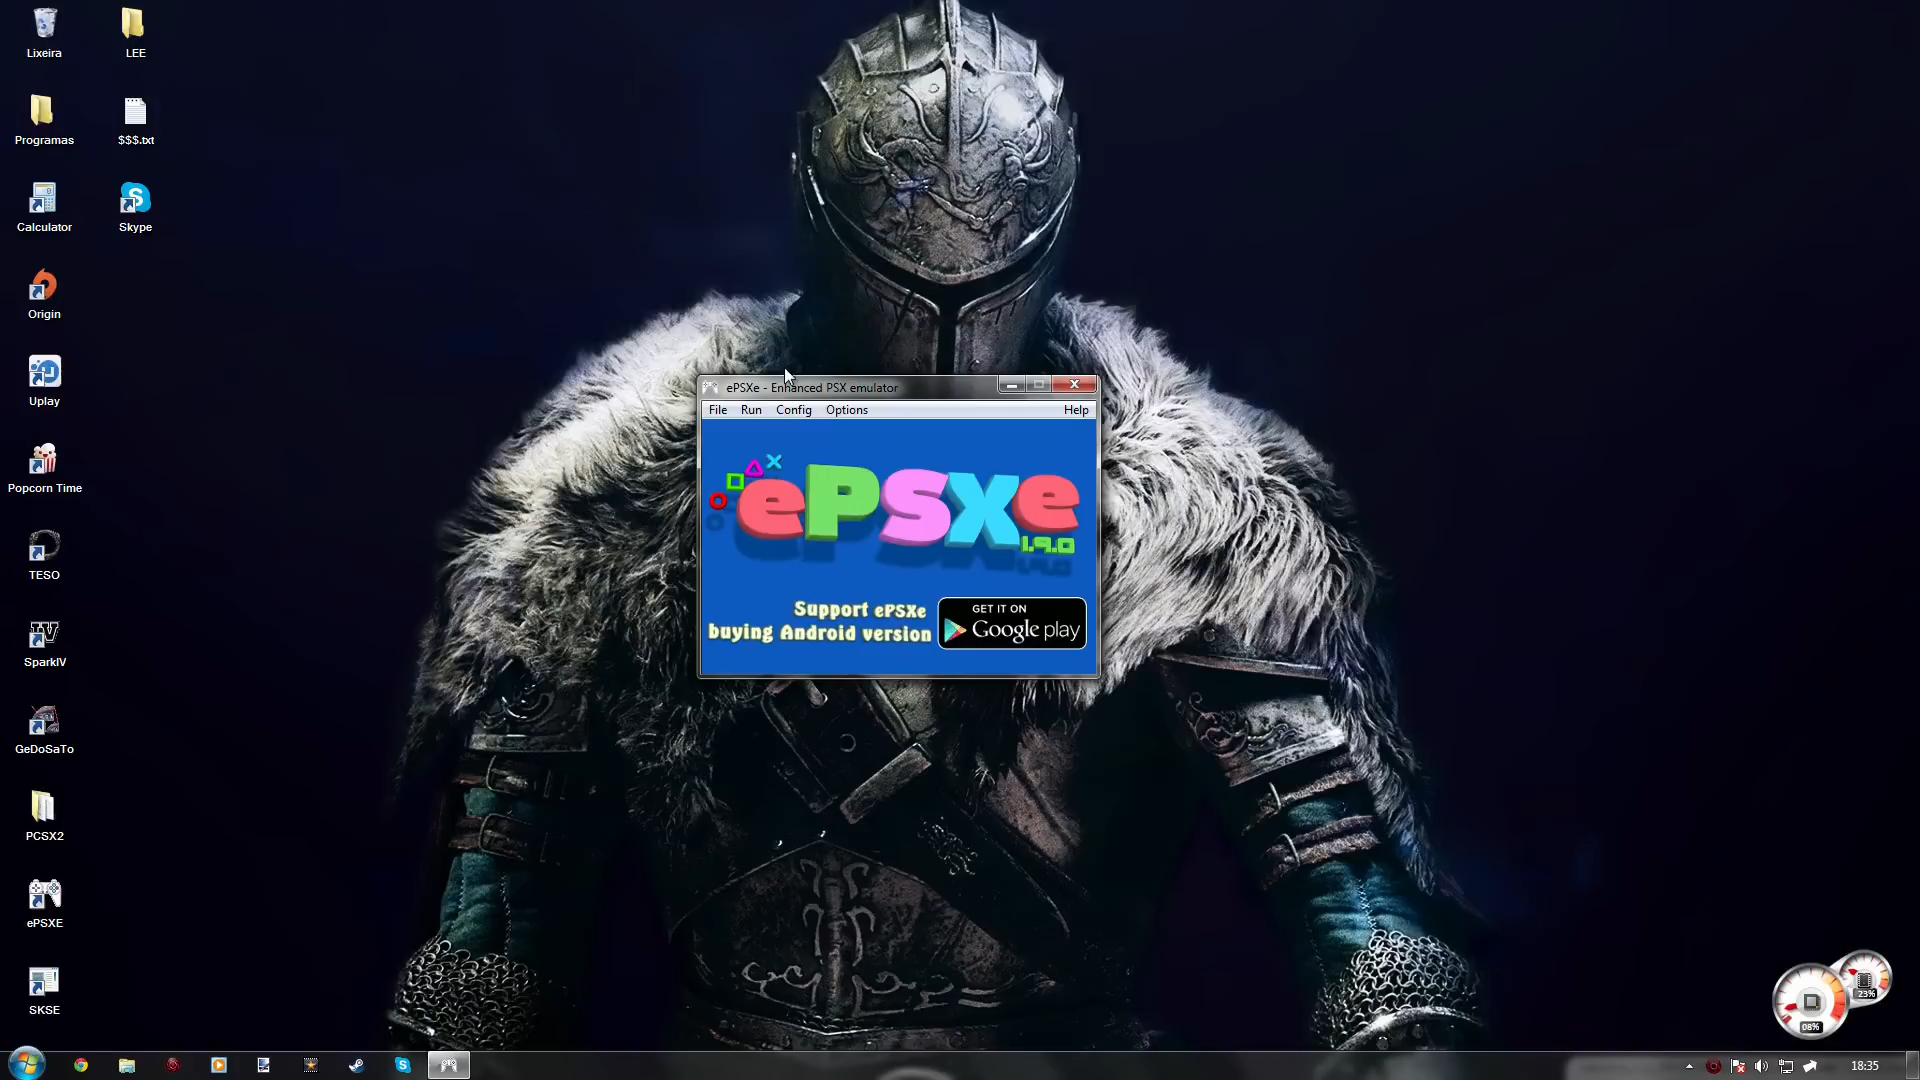 Lixeira
LEE
Programas
$$$.txt
Calculator
Skype
Origin
Uplay
Popcorn Time
TESO
SparkIV
GeDoSaTo
PCSX2
ePSXE
SKSE
ePSXe - Enhanced PSX emulator
File Run Config Options Help
ePSXe
1.9.0
Support ePSXe
buying Android version
GET IT ON
Google play
23%
08%
18:35